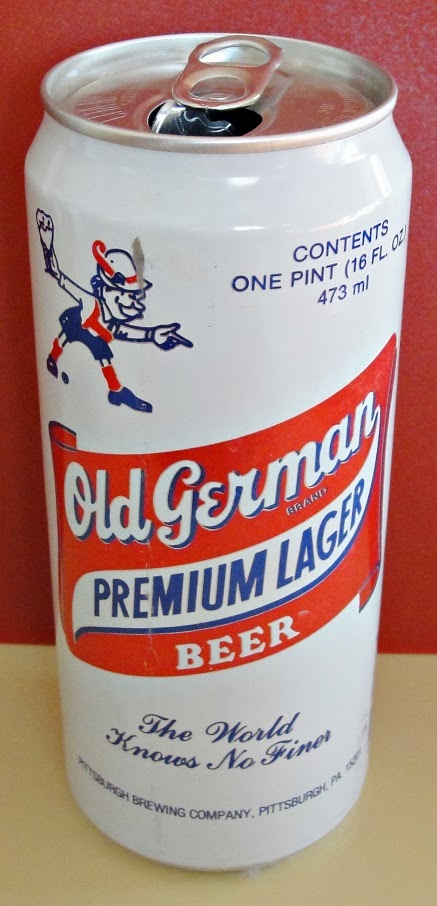 CONTENTS
ONE PINT (16 FL. OZ.)
473 ml
Old German
BRAND
PREMIUM LAGER
BEER
The World
Knows No Finer
PITTSBURGH BREWING COMPANY, PITTSBURGH, PA. 15201